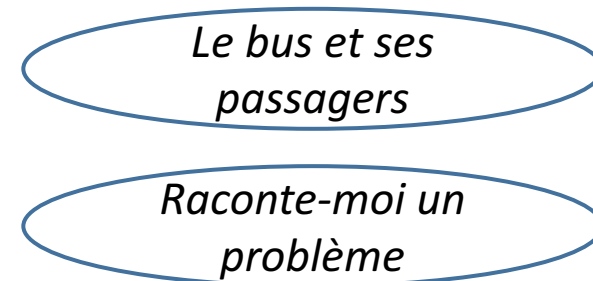 Le bus et ses
passagers
Raconte-moi un
problème